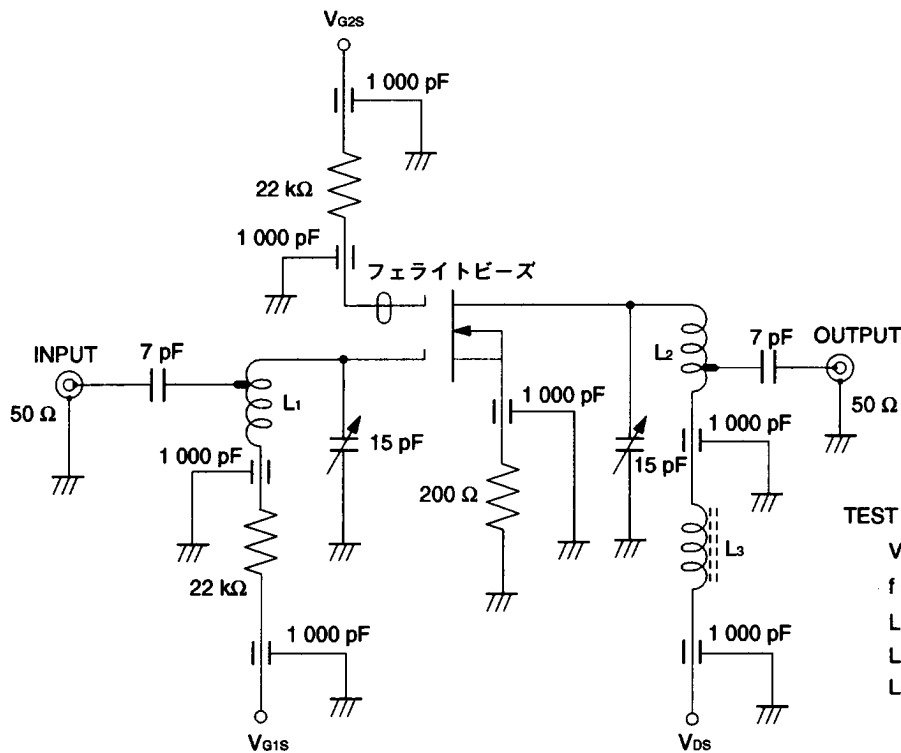 VG2S
1 000 pF
22 kΩ
1 000 pF
フェライトビーズ
INPUT
7 pF
50 Ω
L1
15 pF
1 000 pF
22 kΩ
1 000 pF
VG1S
1 000 pF
200 Ω
L2
7 pF
OUTPUT
50 Ω
1 000 pF
15 pF
L3
1 000 pF
VDS
TEST
V
f
L
L
L